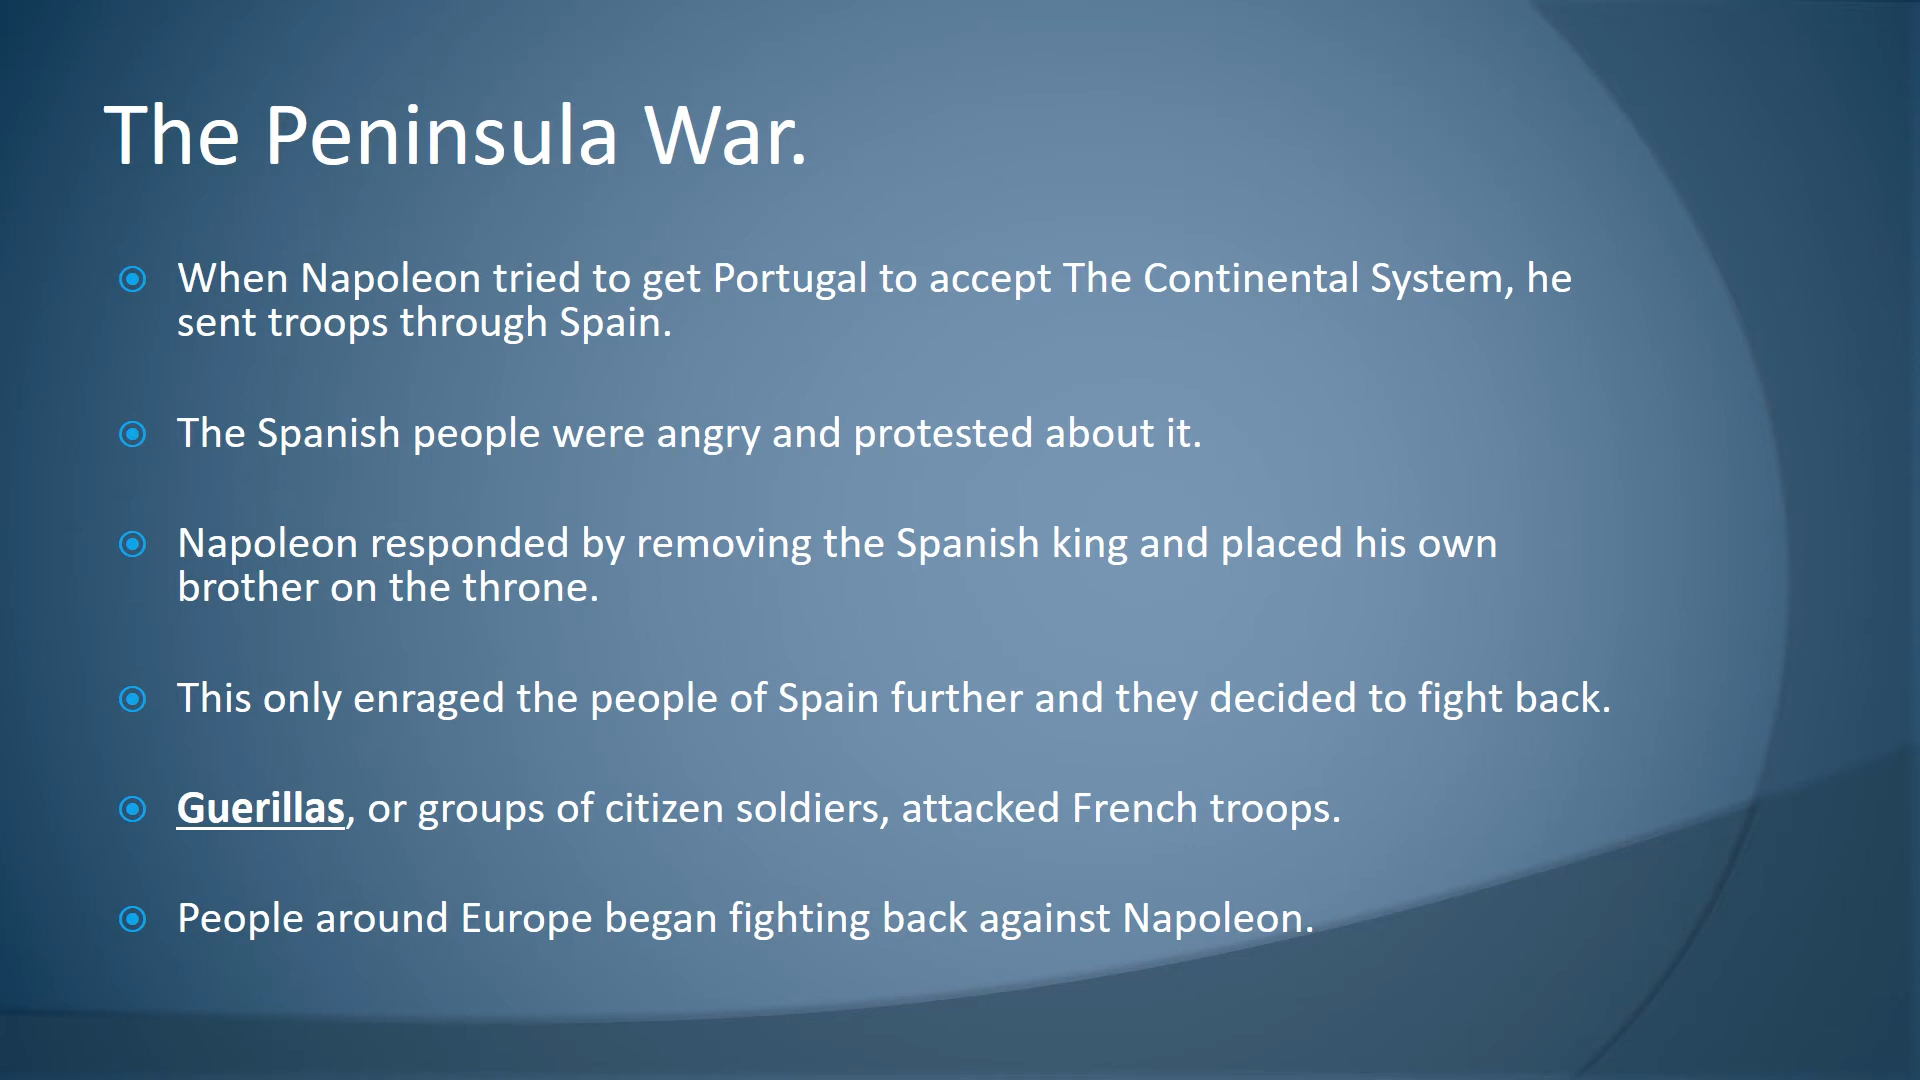 The Peninsula War.
When Napoleon tried to get Portugal to accept The Continental System, he
sent troops through Spain.
The Spanish people were angry and protested about it.
Napoleon responded by removing the Spanish king and placed his own
brother on the throne.
This only enraged the people of Spain further and they decided to fight back.
Guerillas, or groups of citizen soldiers, attacked French troops.
People around Europe began fighting back against Napoleon.